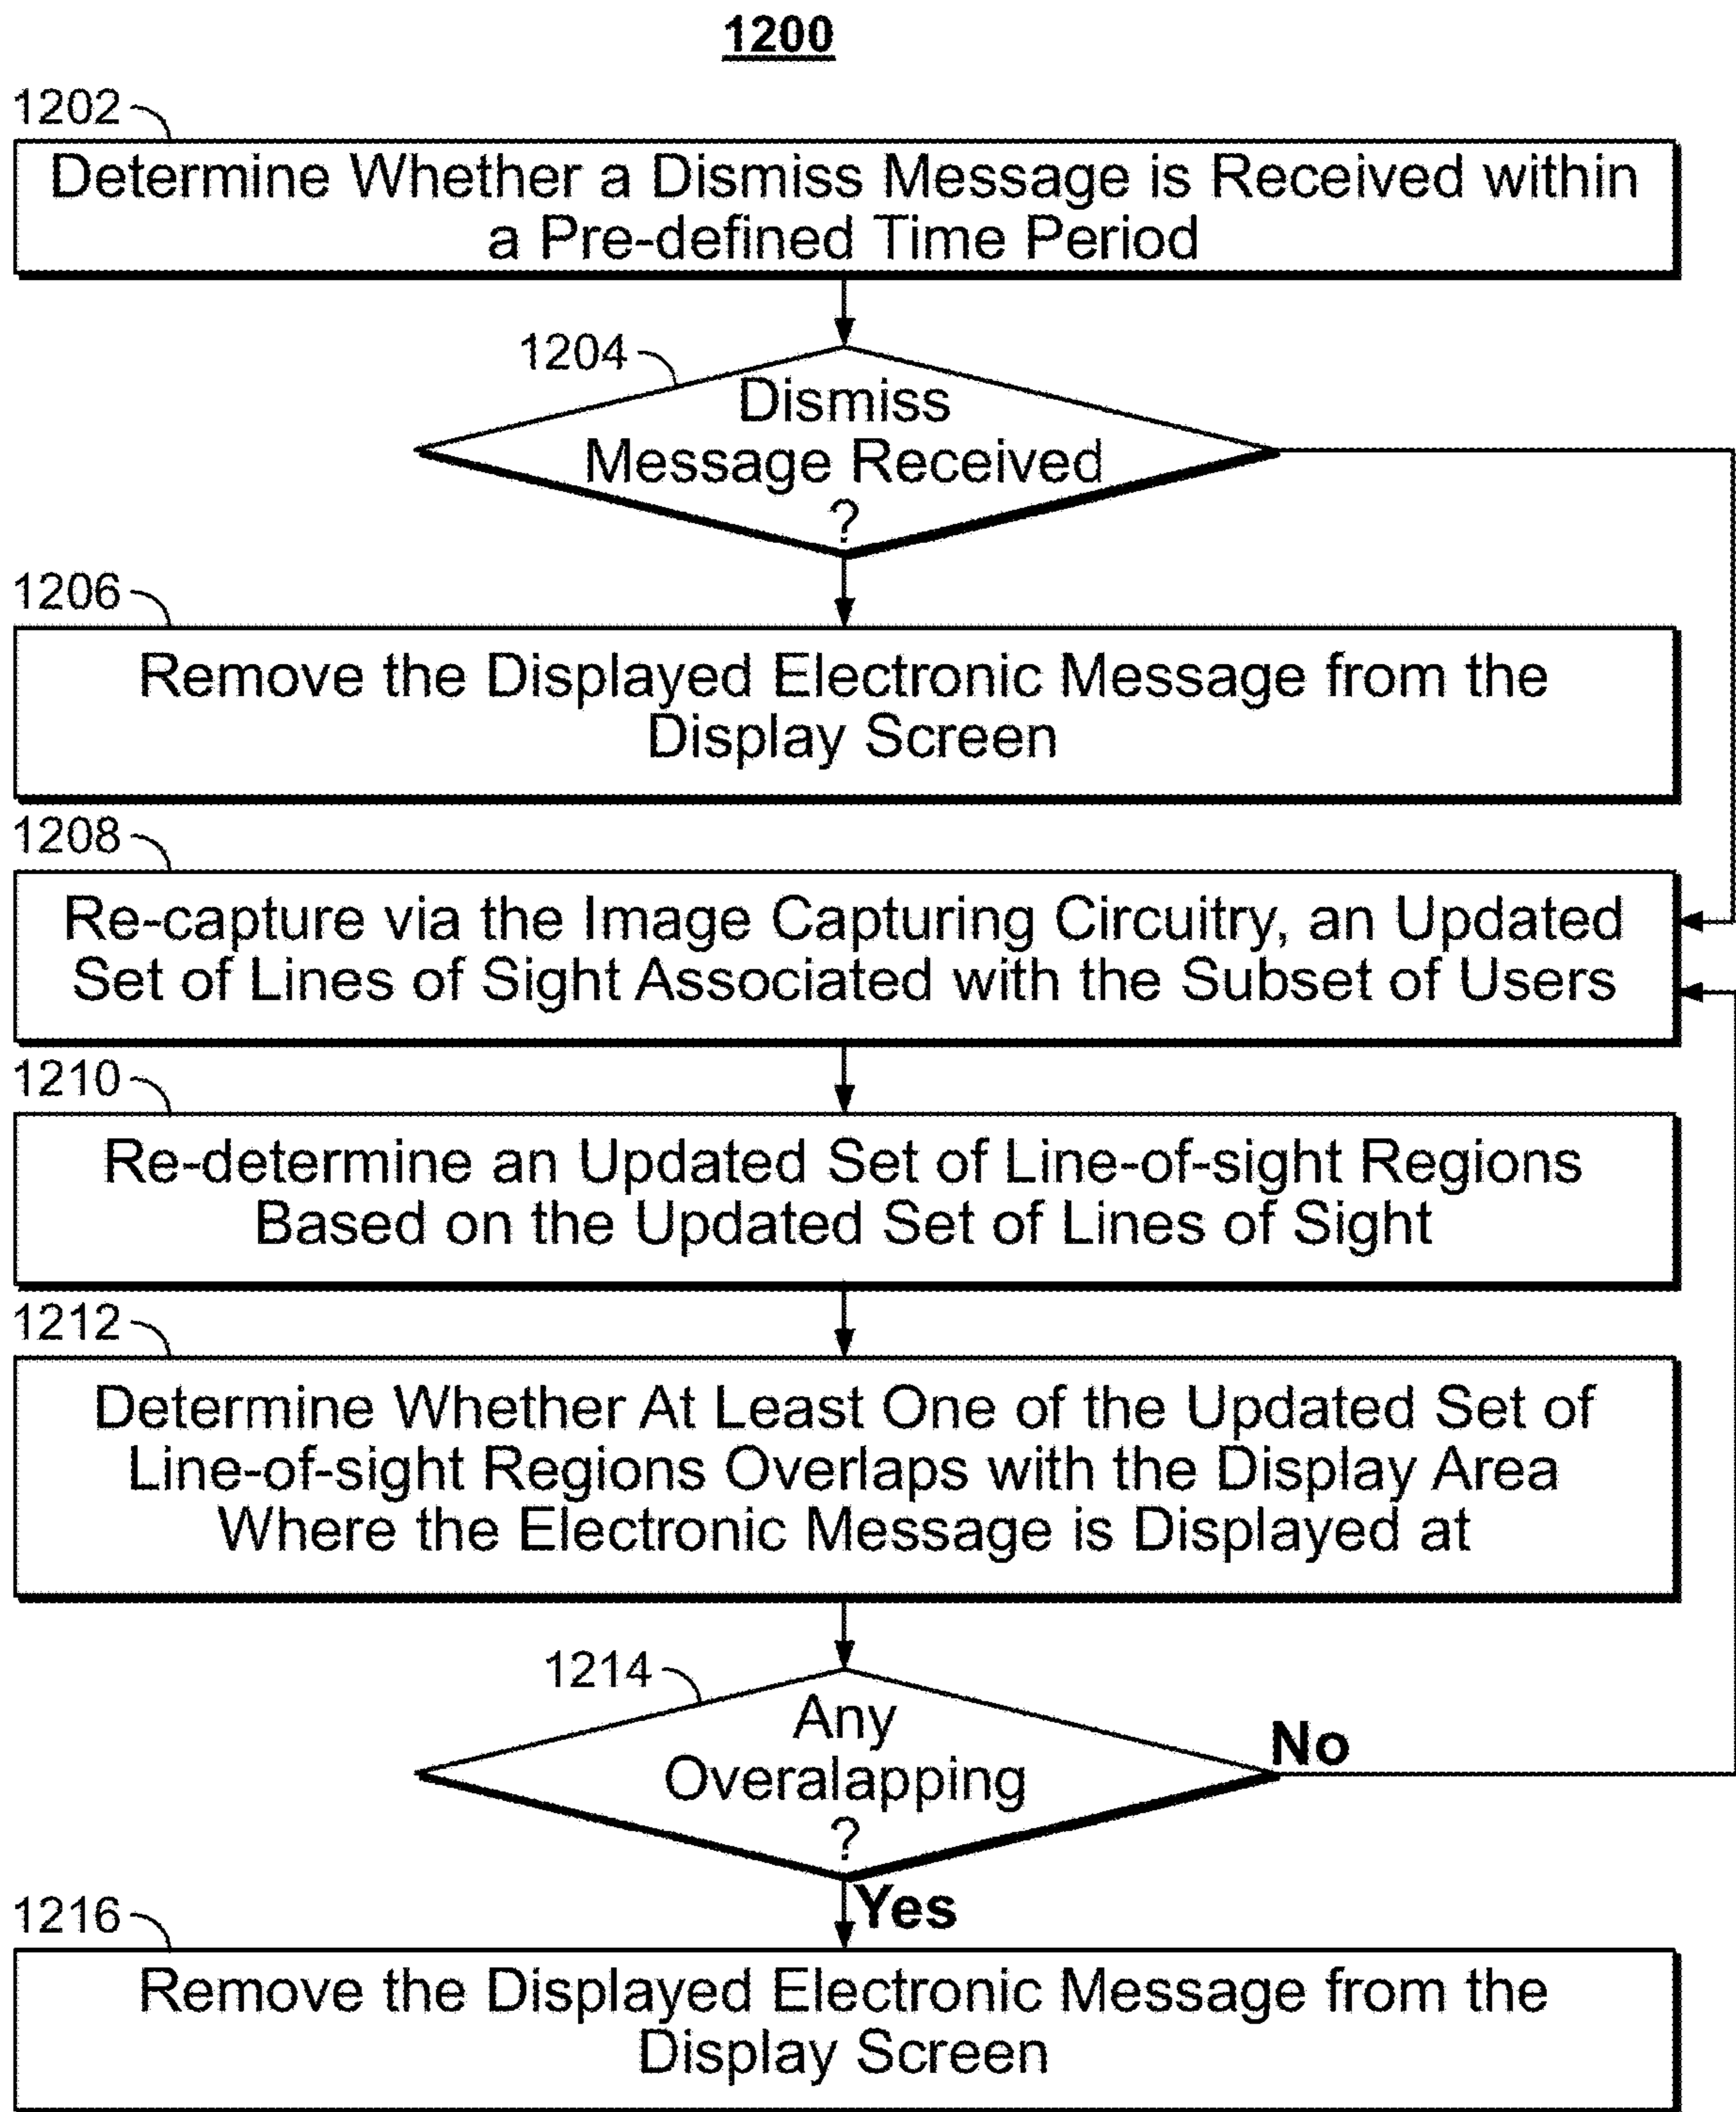 1200
1202
Determine Whether a Dismiss Message is Received within
a Pre-defined Time Period
1204
Dismiss
Message Received
?
1206
Remove the Displayed Electronic Message from the
Display Screen
1208
Re-capture via the Image Capturing Circuitry, an Updated
Set of Lines of Sight Associated with the Subset of Users
1210
Re-determine an Updated Set of Line-of-sight Regions
Based on the Updated Set of Lines of Sight
1212
Determine Whether At Least One of the Updated Set of
Line-of-sight Regions Overlaps with the Display Area
Where the Electronic Message is Displayed at
1214
Any
Overalapping
?
No
Yes
1216
Remove the Displayed Electronic Message from the
Display Screen